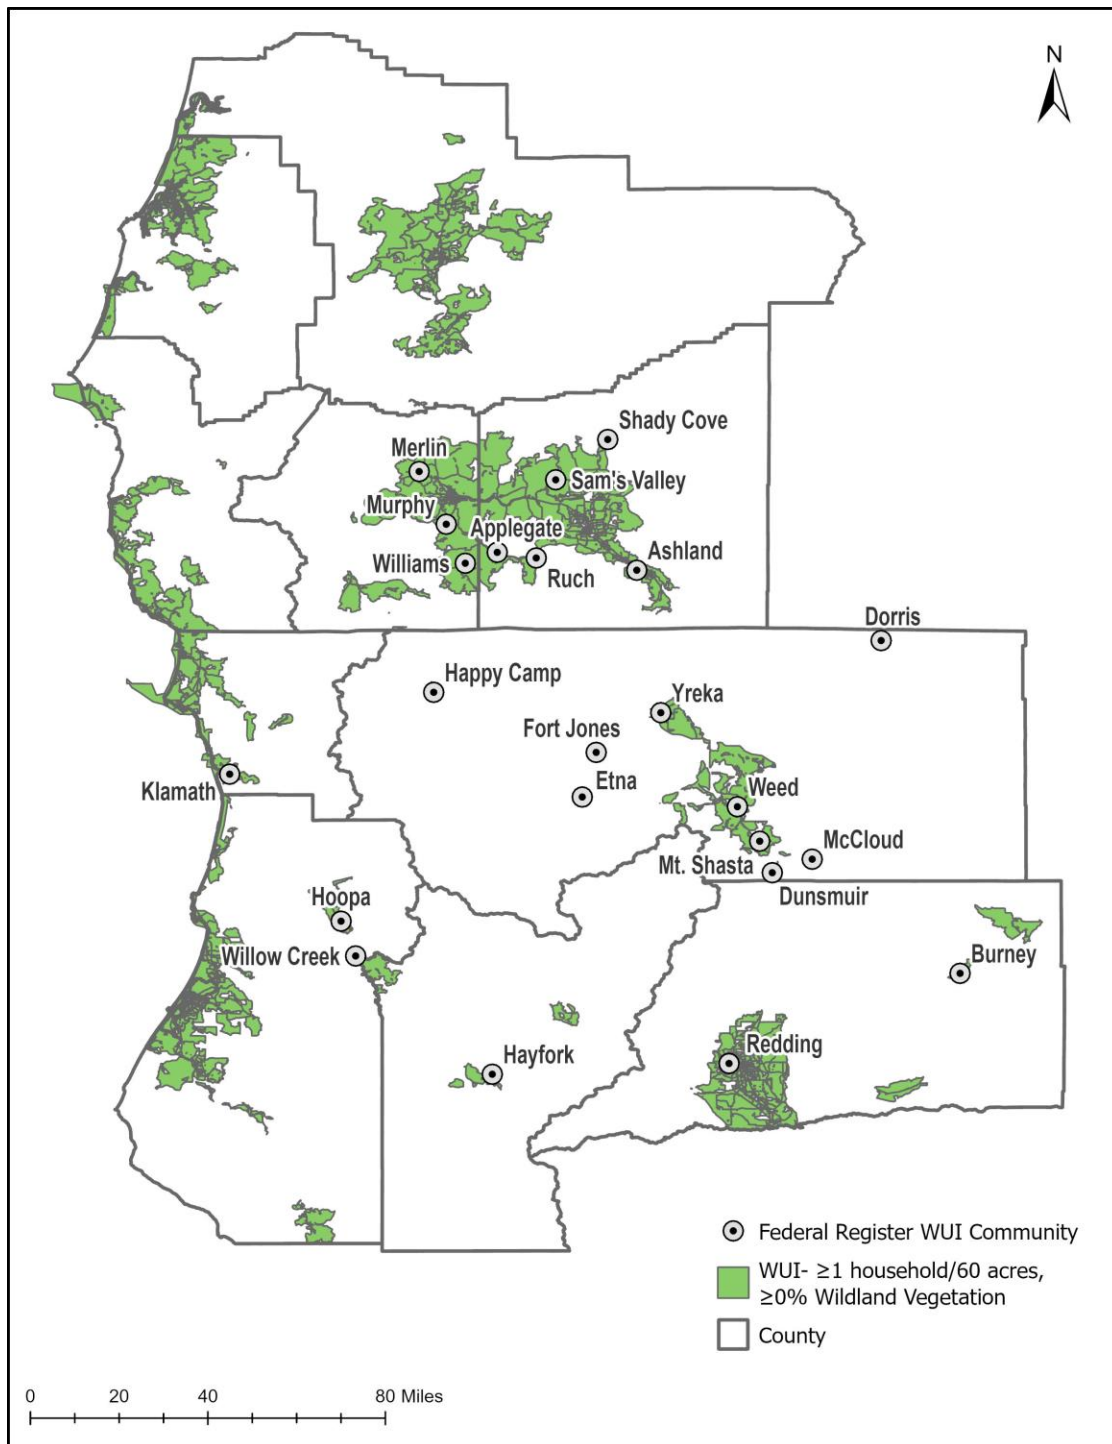 N
Shady Cove
Merlin
Sam's Valley
Murphy
Applegate
Williams
Ruch
Ashland
Dorris
Happy Camp
Yreka
Fort Jones
Etna
Klamath
Weed
McCloud
Mt. Shasta
Dunsmuir
Hoopa
Willow Creek
Burney
Redding
Hayfork
Federal Register WUI Community
WUI- ≥1 household/60 acres,
≥0% Wildland Vegetation
County
0 20 40 80 Miles